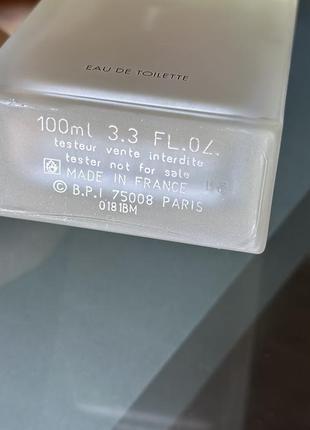 EAU DE TOILETTE
100ml 3.3 FL.OZ.
testeur vente interdite
tester not for sale
MADE IN FRANCE
© B.P.I 75008 PARIS
0181BM